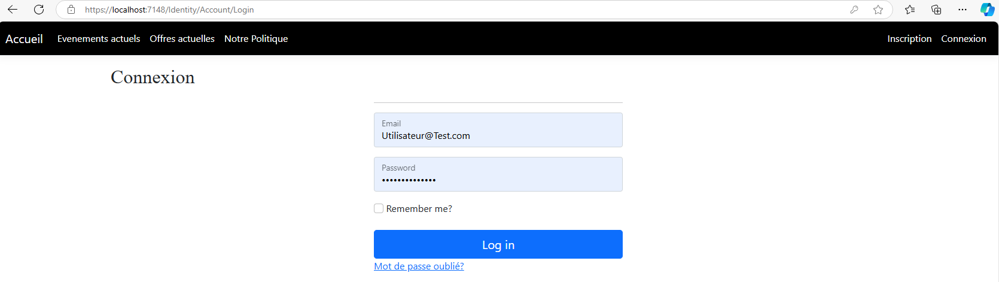 https://localhost:7148/Identity/Account/Login
Accueil Evenements actuels Offres actuelles Notre Politique Inscription Connexion
Connexion
Email
Utilisateur@Test.com
Password
••••••••••••••
Remember me?
Log in
Mot de passe oublié?